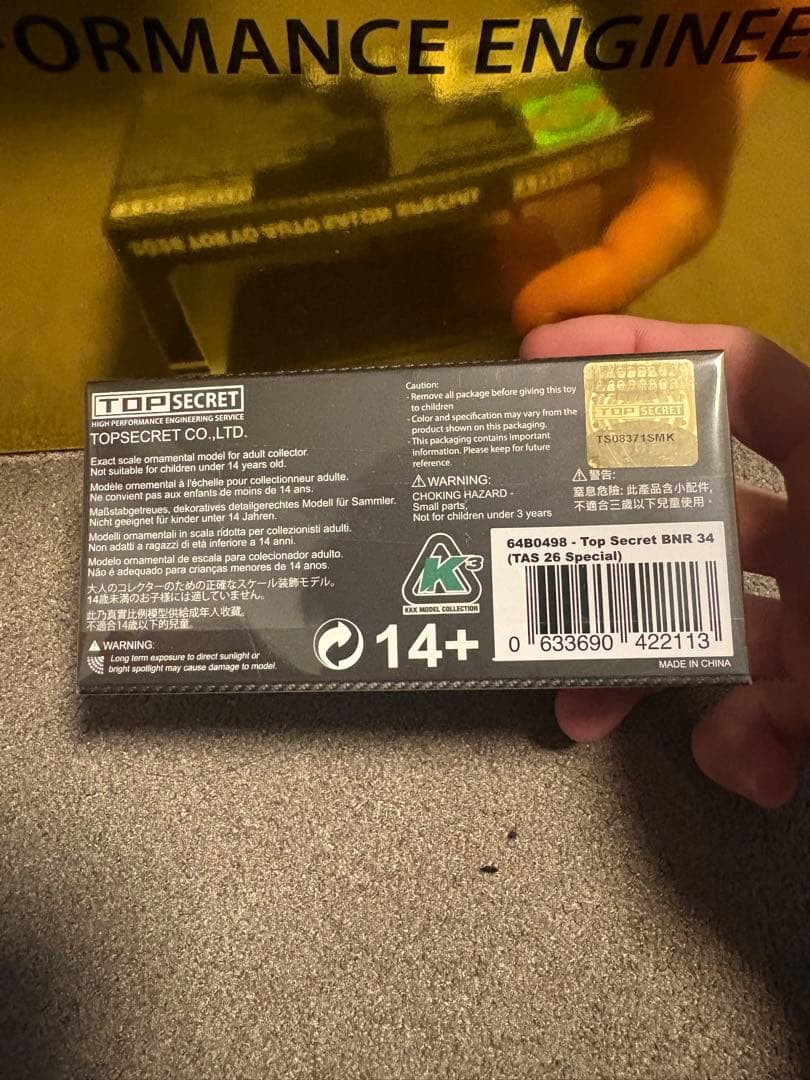 ORMANCE ENGINEE
TOP SECRET
HIGH PERFORMANCE ENGINEERING SERVICE
TOPSECRET CO.,LTD.
Exact scale ornamental model for adult collector.
Not suitable for children under 14 years old.
Modèle ornemental à l'échelle pour collectionneur adulte.
Ne convient pas aux enfants de moins de 14 ans.
Maßstabgetreues, dekoratives detailgerechtes Modell für Sammler.
Nicht geeignet für kinder unter 14 Jahren.
Modelli ornamentali in scala ridotta per collezionisti adulti.
Non adatti a ragazzi di età inferiore a 14 anni.
Modelo ornamental de escala para colecionador adulto.
Não é adequado para crianças menores de 14 anos.
大人のコレクターのための正確なスケール装飾モデル。
14歳未満のお子様には適していません。
此乃真實比例模型供給成年人收藏,
不適合14歲以下的兒童。
WARNING:
Long term exposure to direct sunlight or
bright spotlight may cause damage to model.
Caution:
- Remove all package before giving this toy
to children
- Color and specification may vary from the
product shown on this packaging.
- This packaging contains important
information. Please keep for future
reference.
WARNING:
CHOKING HAZARD -
Small parts,
Not for children under 3 years
K3
KKK MODEL COLLECTION
14+
TOP SECRET
TS08371SMK
警告:
窒息危險: 此產品含小配件,
不適合三歲以下兒童使用。
64B0498 - Top Secret BNR 34
(TAS 26 Special)
0 633690 422113
MADE IN CHINA